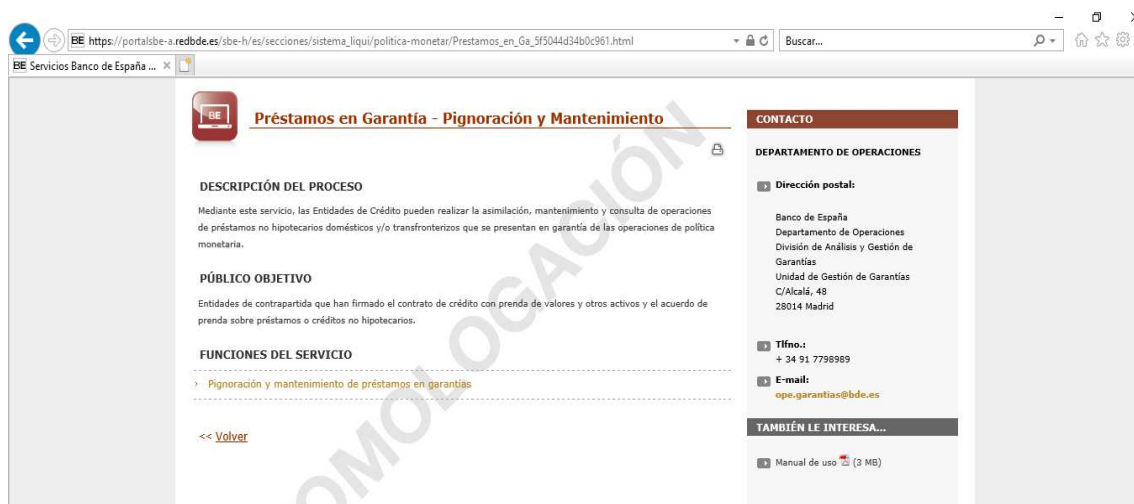 BE https://portalsbe-a.redbde.es/sbe-h/es/secciones/sistema_liqui/politica-monetar/Prestamos_en_Ga_5f5044d34b0c961.html
Buscar...
BE Servicios Banco de España ...
BE
Préstamos en Garantía - Pignoración y Mantenimiento
DESCRIPCIÓN DEL PROCESO
Mediante este servicio, las Entidades de Crédito pueden realizar la asimilación, mantenimiento y consulta de operaciones
de préstamos no hipotecarios domésticos y/o transfronterizos que se presentan en garantía de las operaciones de política
monetaria.
PÚBLICO OBJETIVO
Entidades de contrapartida que han firmado el contrato de crédito con prenda de valores y otros activos y el acuerdo de
prenda sobre préstamos o créditos no hipotecarios.
FUNCIONES DEL SERVICIO
› Pignoración y mantenimiento de préstamos en garantías
<< Volver
OMOLOGACIÓN
CONTACTO
DEPARTAMENTO DE OPERACIONES
Dirección postal:
Banco de España
Departamento de Operaciones
División de Análisis y Gestión de
Garantías
Unidad de Gestión de Garantías
C/Alcalá, 48
28014 Madrid
Tlfno.:
+ 34 91 7798989
E-mail:
ope.garantias@bde.es
TAMBIÉN LE INTERESA...
Manual de uso (3 MB)